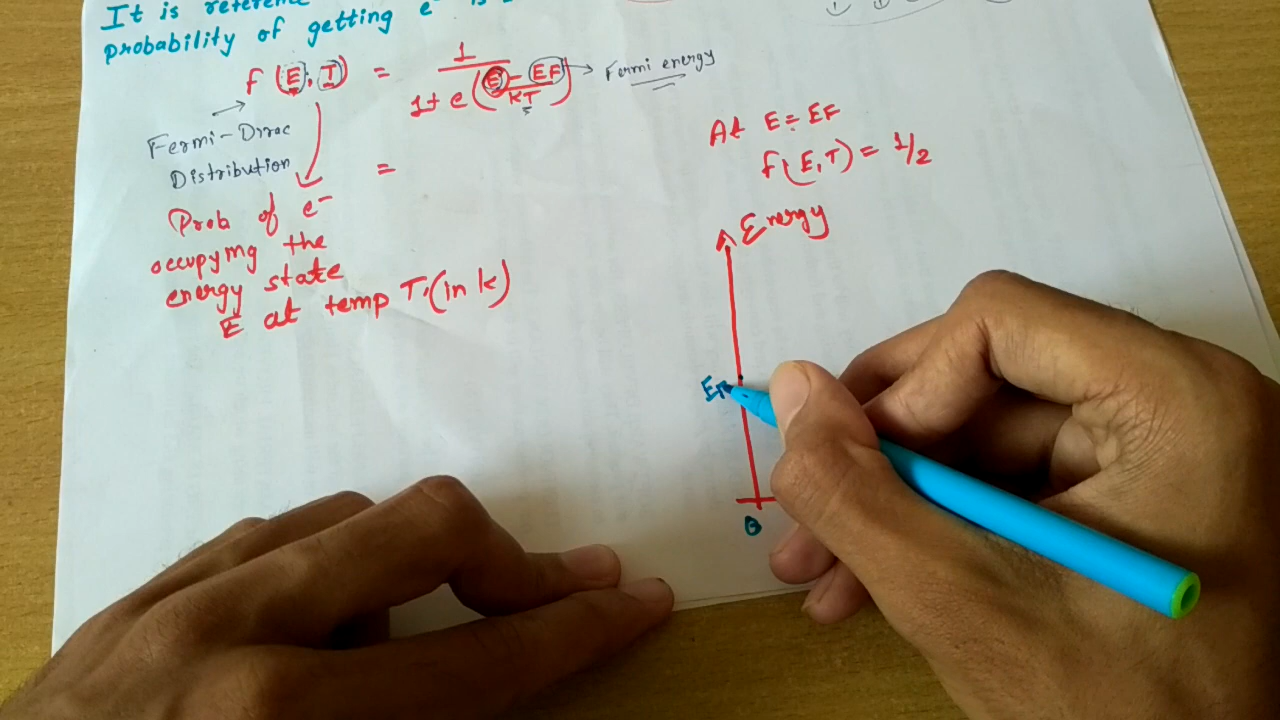 It is
probability of getting e⁻ is
f (E, T) = 1 / 1+ e (E - EF / KT) → Fermi energy
Fermi-Dirac
Distribution
=
Prob of e⁻
occupying the
energy state
E at temp T, (in k)
At E = EF
f(E,T) = 1/2
Energy
EF
0